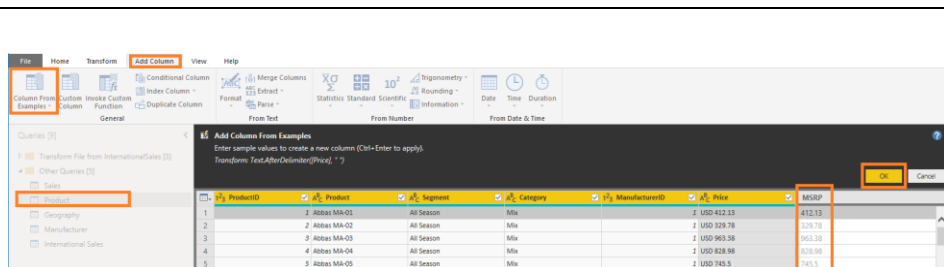 File Home Transform Add Column View Help
Column From Examples Custom Column Invoke Custom Function
Conditional Column
Index Column
Duplicate Column
General
Format
Merge Columns
Extract
Parse
From Text
Statistics Standard Scientific
10²
Trigonometry
Rounding
Information
From Number
Date Time Duration
From Date & Time
Queries [9]
Transform File from InternationalSales [3]
Other Queries [5]
Sales
Product
Geography
Manufacturer
International Sales
Add Column From Examples
Enter sample values to create a new column (Ctrl+Enter to apply).
Transform: Text.AfterDelimiter([Price], " ")
OK Cancel
ProductID Product Segment Category ManufacturerID Price MSRP
1 1 Abbas MA-01 All Season Mix 1 USD 412.13 412.13
2 2 Abbas MA-02 All Season Mix 1 USD 329.78 329.78
3 3 Abbas MA-03 All Season Mix 1 USD 963.38 963.38
4 4 Abbas MA-04 All Season Mix 1 USD 828.98 828.98
5 5 Abbas MA-05 All Season Mix 1 USD 745.5 745.5